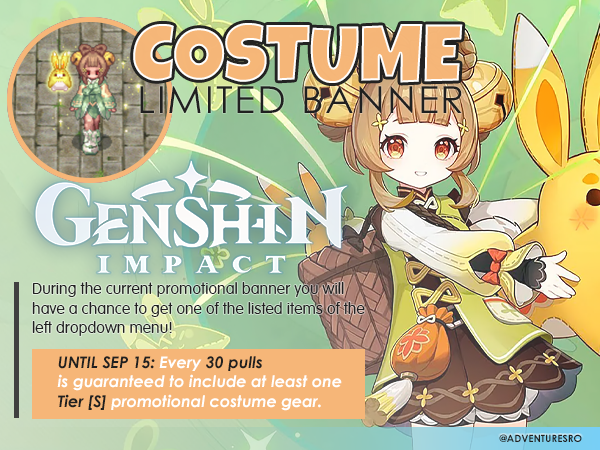 COSTUME
LIMITED BANNER
GENSHIN
IMPACT
During the current promotional banner you will
have a chance to get one of the listed items of the
left dropdown menu!
UNTIL SEP 15: Every 30 pulls
is guaranteed to include at least one
Tier [S] promotional costume gear.
@ADVENTURESRO